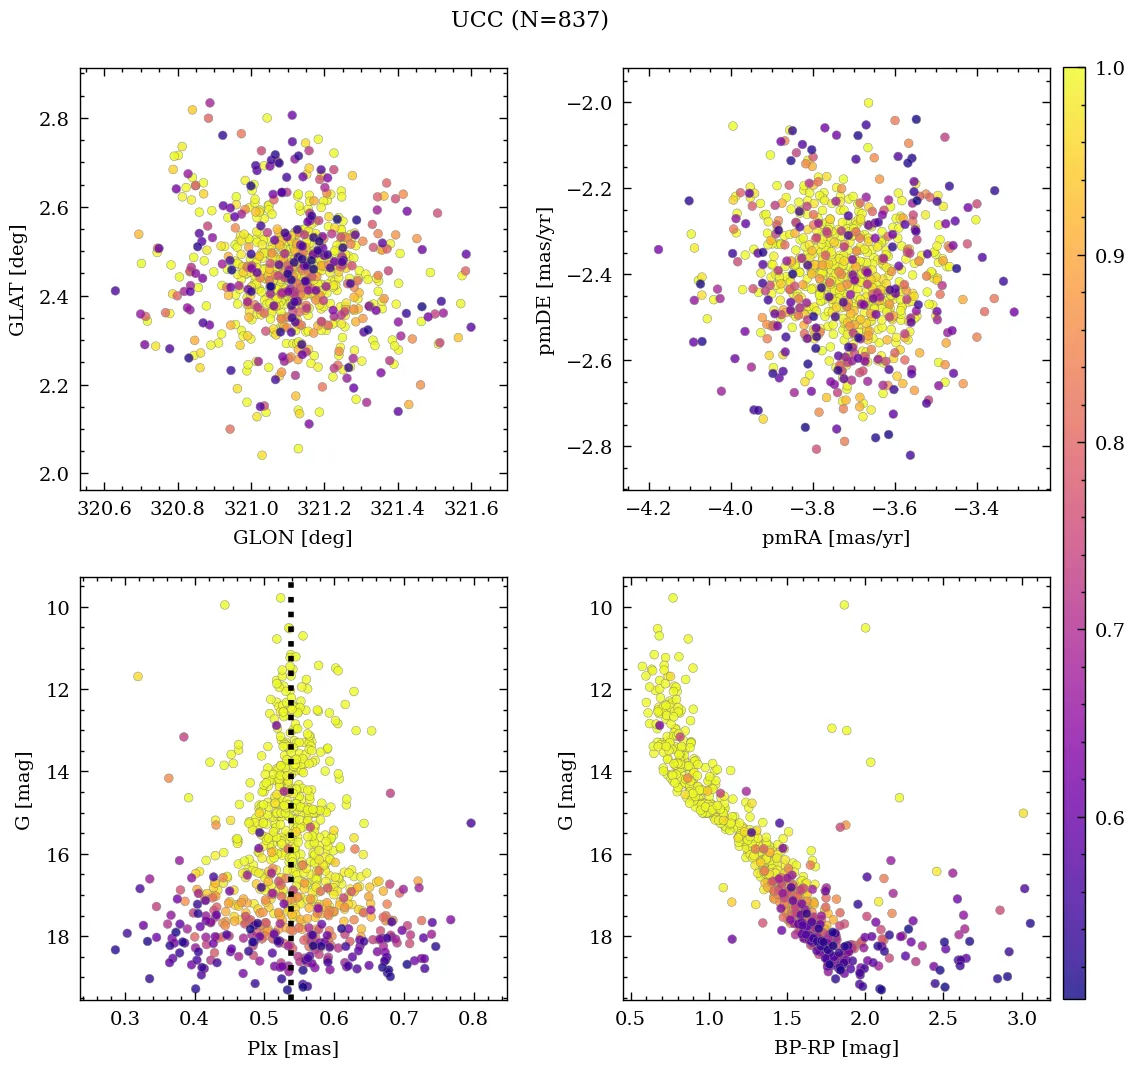 UCC (N=837)
2.8
2.6
2.4
2.2
2.0
GLAT [deg]
320.6 320.8 321.0 321.2 321.4 321.6
GLON [deg]
−2.0
−2.2
−2.4
−2.6
−2.8
pmDE [mas/yr]
−4.2 −4.0 −3.8 −3.6 −3.4
pmRA [mas/yr]
1.0
0.9
0.8
0.7
0.6
10
12
14
16
18
G [mag]
0.3 0.4 0.5 0.6 0.7 0.8
Plx [mas]
10
12
14
16
18
G [mag]
0.5 1.0 1.5 2.0 2.5 3.0
BP-RP [mag]